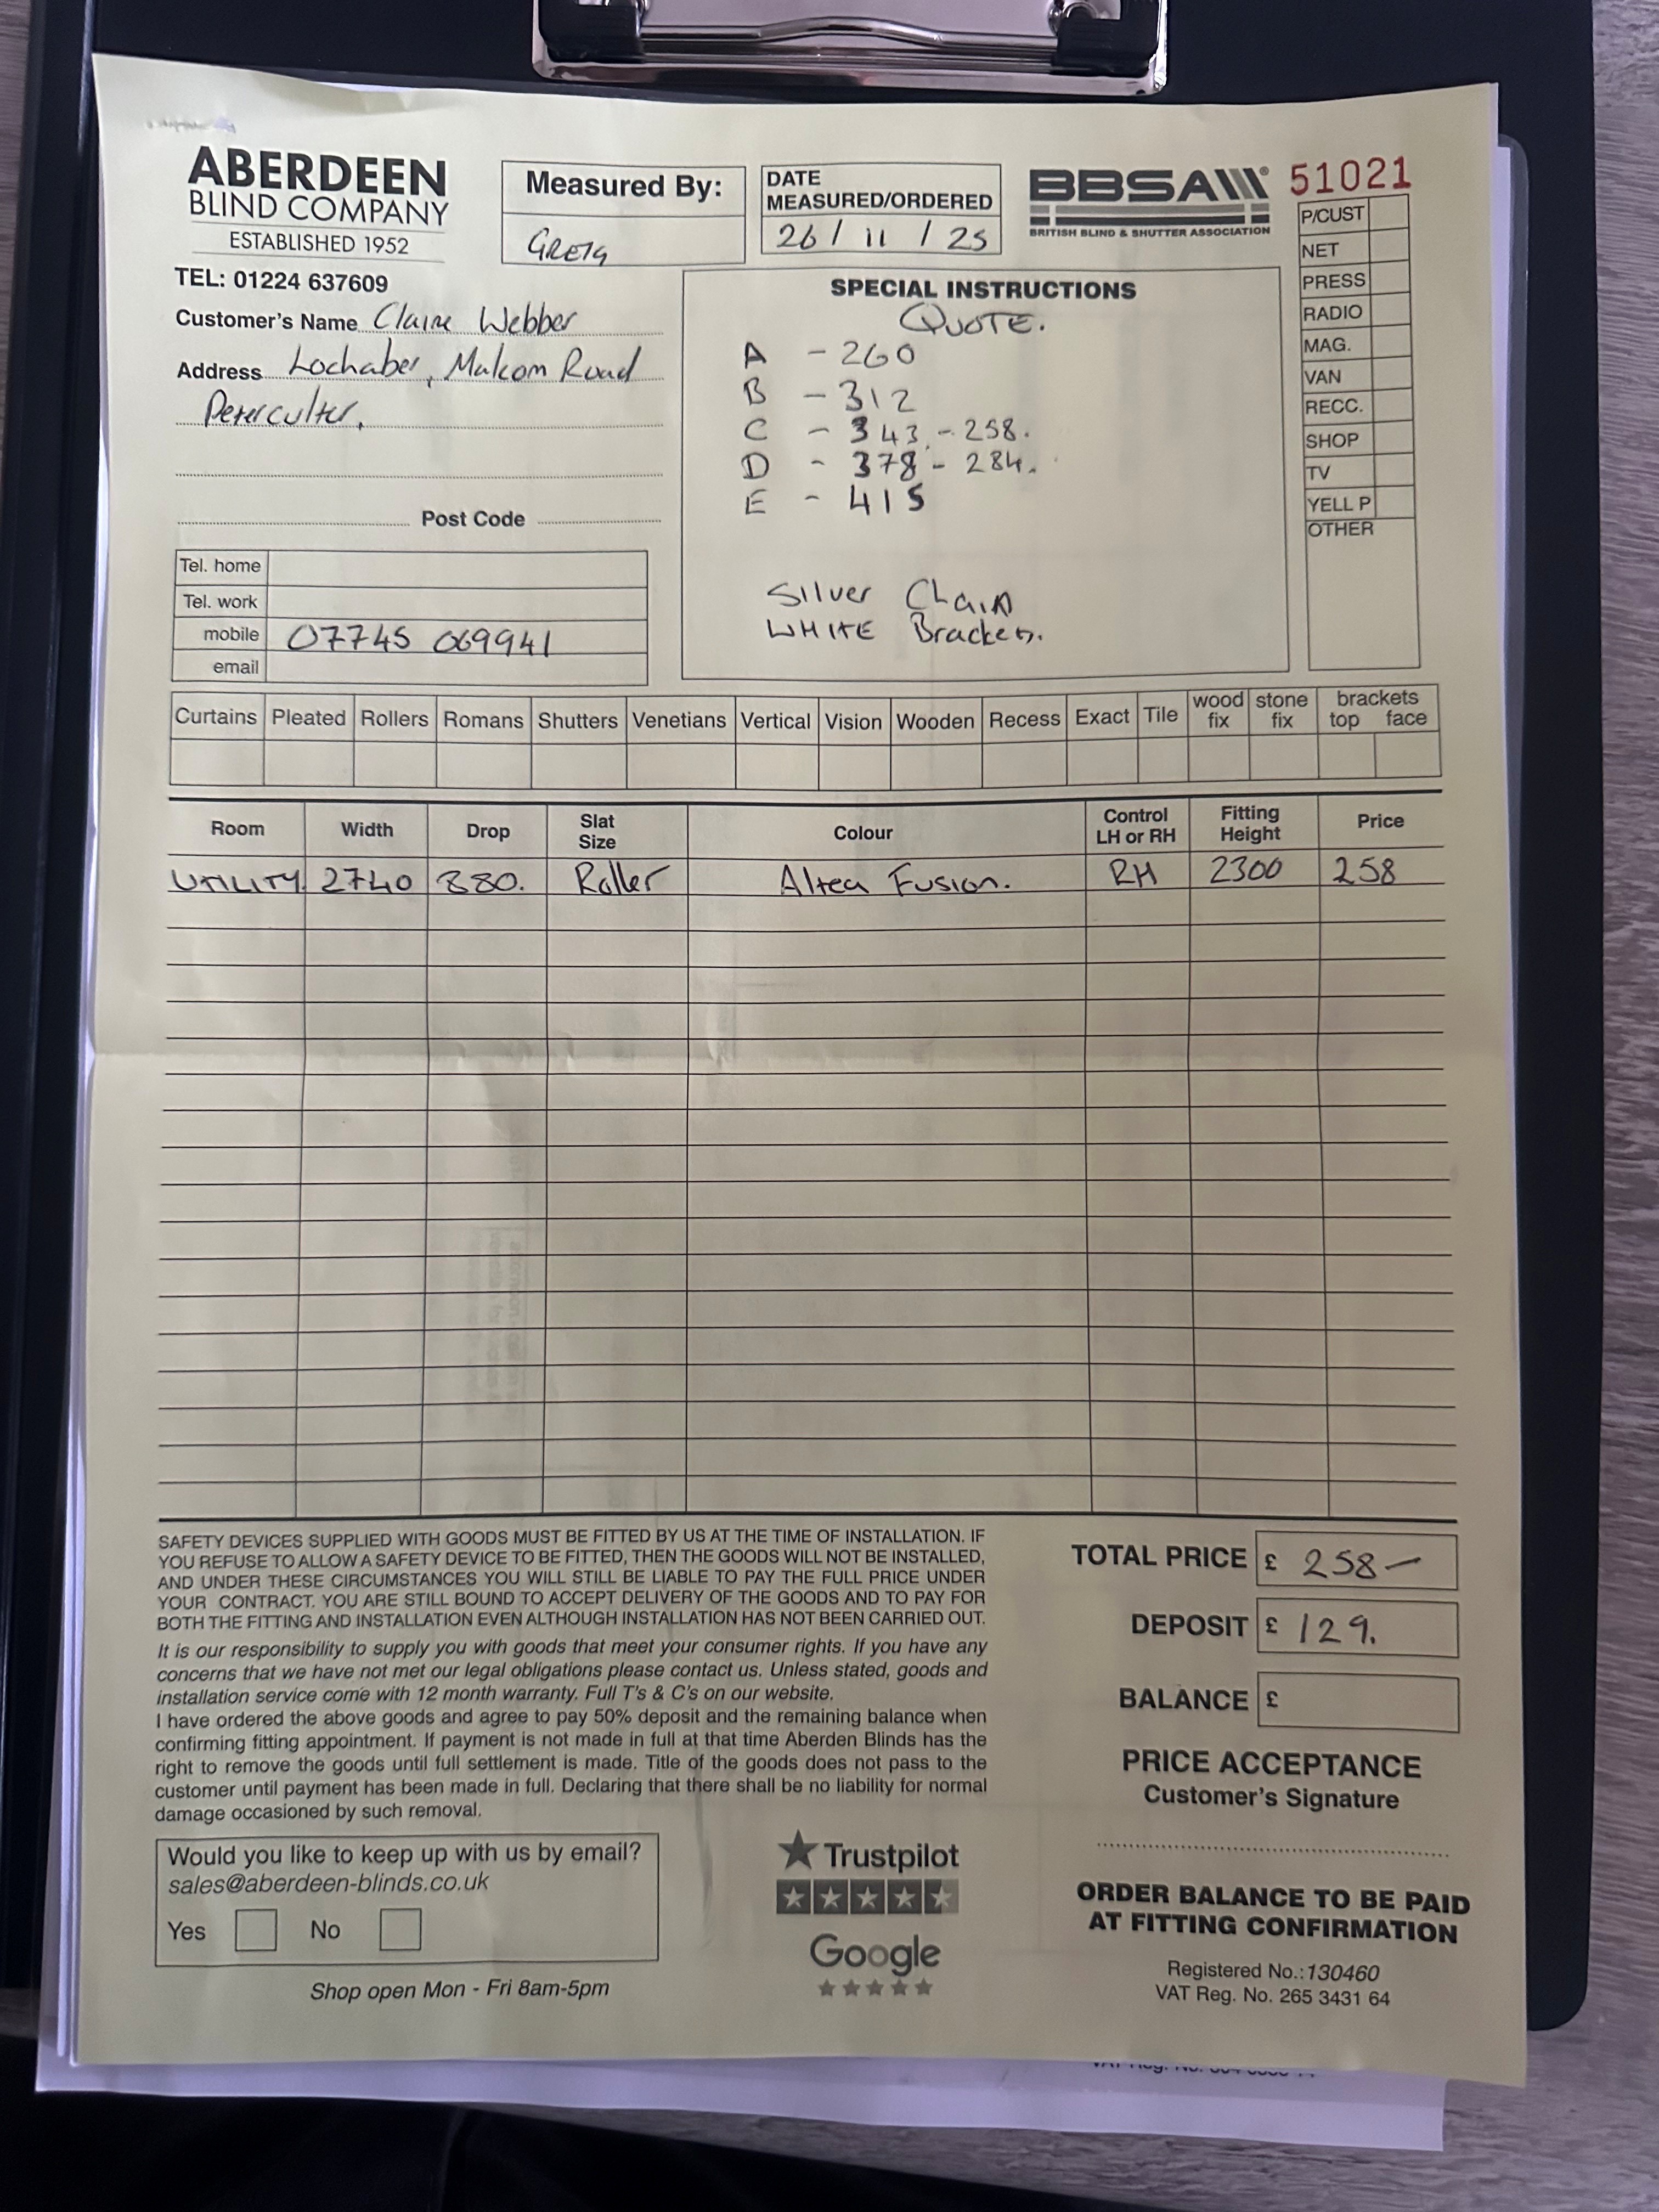 ABERDEEN
BLIND COMPANY
ESTABLISHED 1952
TEL: 01224 637609
Measured By:
GREIG
DATE
MEASURED/ORDERED
26 / 11 / 25
BBSA
BRITISH BLIND & SHUTTER ASSOCIATION
51021
P/CUST
NET
PRESS
RADIO
MAG.
VAN
RECC.
SHOP
TV
YELL P
OTHER
Customer's Name Claire Webber
Address Lochaber, Malcom Road
Peterculter,
Post Code
Tel. home
Tel. work
mobile 07745 069941
email
SPECIAL INSTRUCTIONS
QUOTE.
A - 260
B - 312
C - 343 - 258.
D - 378 - 284.
E - 415
Silver Chain
WHITE Brackets.
Curtains Pleated Rollers Romans Shutters Venetians Vertical Vision Wooden Recess Exact Tile wood fix stone fix brackets top face
Room Width Drop Slat Size Colour Control LH or RH Fitting Height Price
UTILITY 2740 880. Roller Altea Fusion. RH 2300 258
SAFETY DEVICES SUPPLIED WITH GOODS MUST BE FITTED BY US AT THE TIME OF INSTALLATION. IF
YOU REFUSE TO ALLOW A SAFETY DEVICE TO BE FITTED, THEN THE GOODS WILL NOT BE INSTALLED,
AND UNDER THESE CIRCUMSTANCES YOU WILL STILL BE LIABLE TO PAY THE FULL PRICE UNDER
YOUR CONTRACT. YOU ARE STILL BOUND TO ACCEPT DELIVERY OF THE GOODS AND TO PAY FOR
BOTH THE FITTING AND INSTALLATION EVEN ALTHOUGH INSTALLATION HAS NOT BEEN CARRIED OUT.
It is our responsibility to supply you with goods that meet your consumer rights. If you have any
concerns that we have not met our legal obligations please contact us. Unless stated, goods and
installation service come with 12 month warranty. Full T's & C's on our website.
I have ordered the above goods and agree to pay 50% deposit and the remaining balance when
confirming fitting appointment. If payment is not made in full at that time Aberden Blinds has the
right to remove the goods until full settlement is made. Title of the goods does not pass to the
customer until payment has been made in full. Declaring that there shall be no liability for normal
damage occasioned by such removal.
TOTAL PRICE £ 258 -
DEPOSIT £ 129.
BALANCE £
PRICE ACCEPTANCE
Customer's Signature
ORDER BALANCE TO BE PAID
AT FITTING CONFIRMATION
Registered No.:130460
VAT Reg. No. 265 3431 64
Would you like to keep up with us by email?
sales@aberdeen-blinds.co.uk
Yes No
Shop open Mon - Fri 8am-5pm
Trustpilot
Google